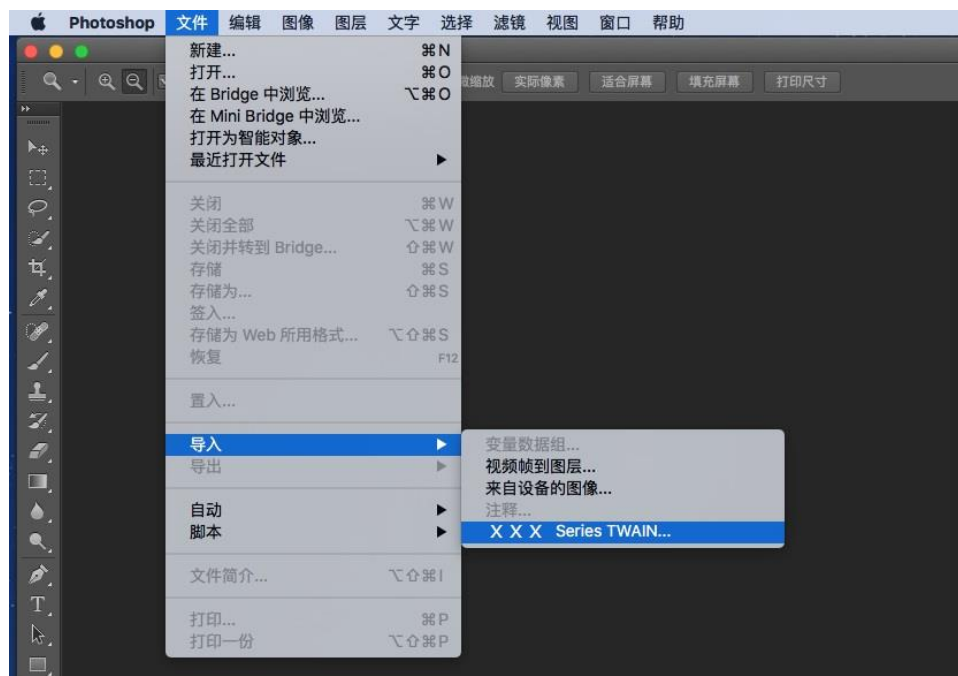 Photoshop 文件 编辑 图像 图层 文字 选择 滤镜 视图 窗口 帮助
新建... ⌘N
打开... ⌘O
在 Bridge 中浏览... ⌥⌘O
在 Mini Bridge 中浏览...
打开为智能对象...
最近打开文件
缩放 实际像素 适合屏幕 填充屏幕 打印尺寸
关闭 ⌘W
关闭全部 ⌥⌘W
关闭并转到 Bridge... ⇧⌘W
存储 ⌘S
存储为... ⇧⌘S
签入...
存储为 Web 所用格式... ⌥⇧⌘S
恢复 F12
置入...
导入
导出
自动
脚本
文件简介... ⌥⇧⌘I
打印... ⌘P
打印一份 ⌥⇧⌘P
变量数据组...
视频帧到图层...
来自设备的图像...
注释...
X X X Series TWAIN...